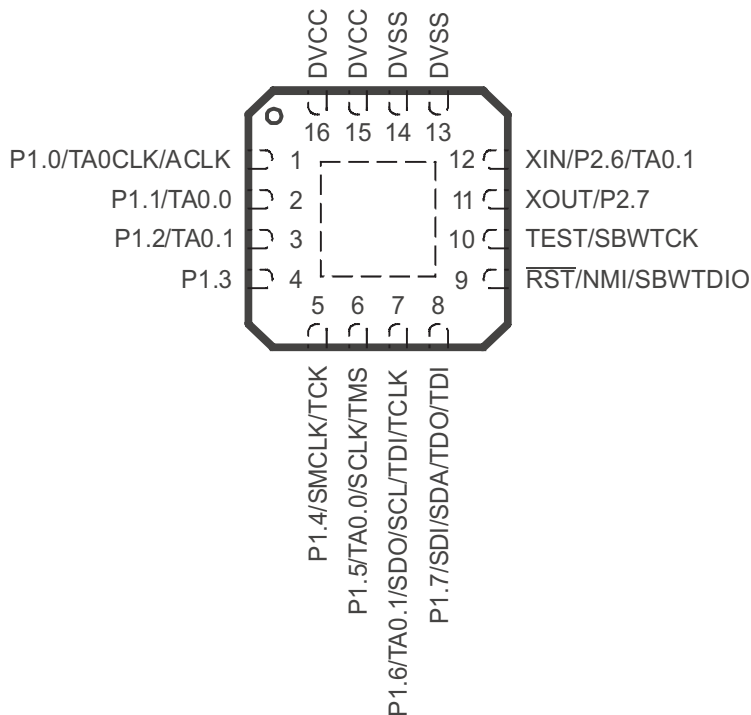 DVCC
DVCC
DVSS
DVSS
16 15 14 13
P1.0/TA0CLK/ACLK 1 12 XIN/P2.6/TA0.1
P1.1/TA0.0 2 11 XOUT/P2.7
P1.2/TA0.1 3 10 TEST/SBWTCK
P1.3 4 9 RST/NMI/SBWTDIO
5 6 7 8
P1.4/SMCLK/TCK
P1.5/TA0.0/SCLK/TMS
P1.6/TA0.1/SDO/SCL/TDI/TCLK
P1.7/SDI/SDA/TDO/TDI